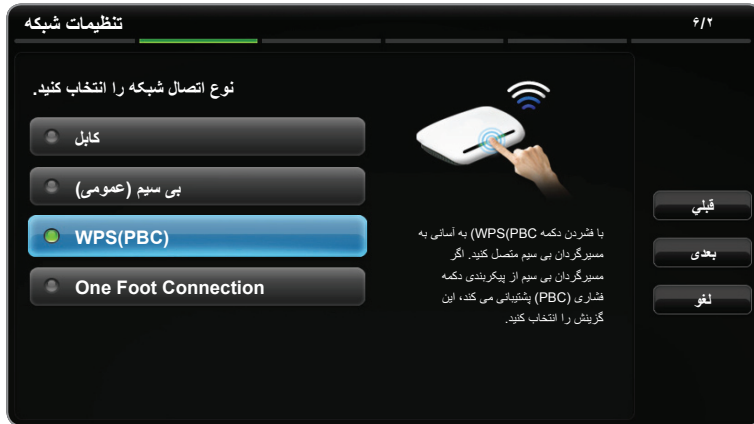 تنظیمات شبکه
۶/۲
نوع اتصال شبکه را انتخاب کنید.
کابل
بی سیم (عمومی)
WPS(PBC)
One Foot Connection
با فشردن دکمه WPS(PBC) به آسانی به
مسیرگردان بی سیم متصل کنید. اگر
مسیرگردان بی سیم از پیکربندی دکمه
فشاری (PBC) پشتیبانی می کند، این
گزینش را انتخاب کنید.
قبلي
بعدی
لغو